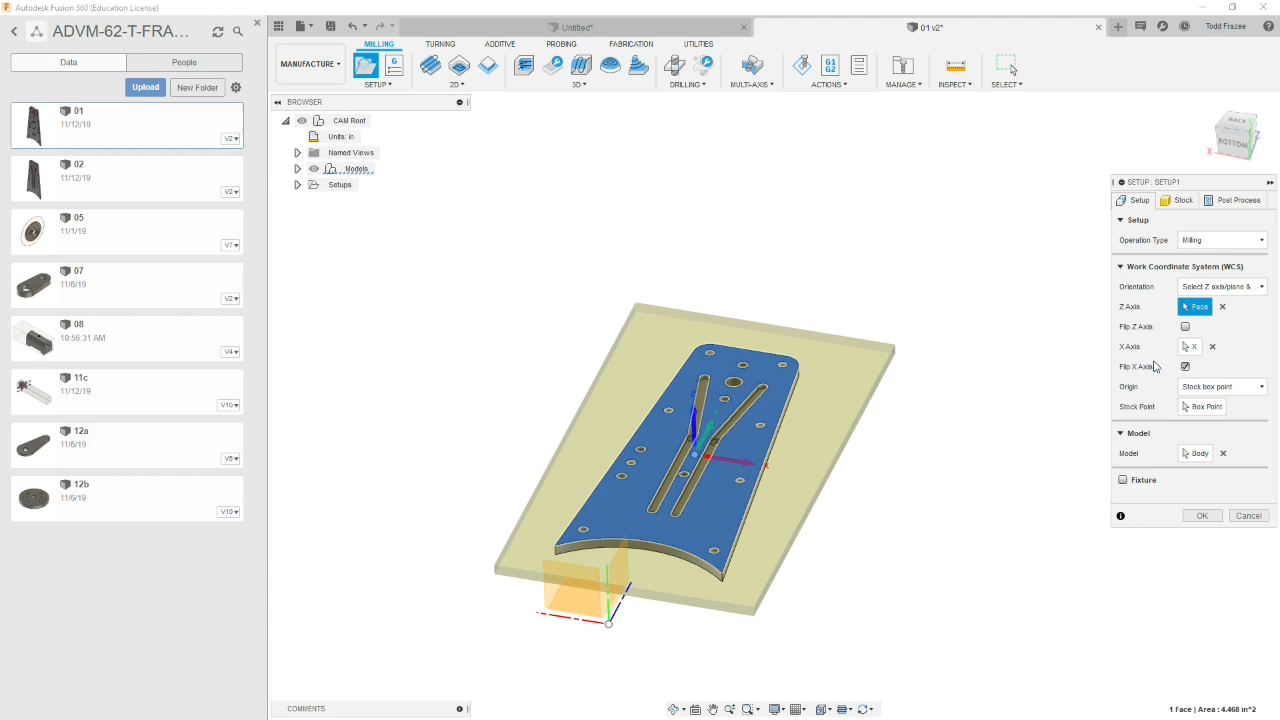 Autodesk Fusion 360 (Education License)
ADVM-62-T-FRA...
Untitled*
01 v2*
Todd Frazee
Data
People
MILLING
TURNING
ADDITIVE
PROBING
FABRICATION
UTILITIES
MANUFACTURE
G1
G2
SETUP
2D
3D
DRILLING
MULTI-AXIS
ACTIONS
MANAGE
INSPECT
SELECT
Upload
New Folder
BROWSER
CAM Root
Units: in
Named Views
Models
Setups
01
11/12/19
V2
02
11/12/19
V2
05
11/1/19
V7
07
11/6/19
V2
08
10:56:31 AM
V4
11c
11/12/19
V10
12a
11/6/19
V5
12b
11/6/19
V10
BACK
BOTTOM
X
Z
SETUP : SETUP1
Setup
Stock
Post Process
Setup
Operation Type
Milling
Work Coordinate System (WCS)
Orientation
Select Z axis/plane & ...
Z Axis
Face
Flip Z Axis
X Axis
X
Flip X Axis
Origin
Stock box point
Stock Point
Box Point
Model
Model
Body
Fixture
OK
Cancel
X
COMMENTS
1 Face | Area : 4.468 in^2